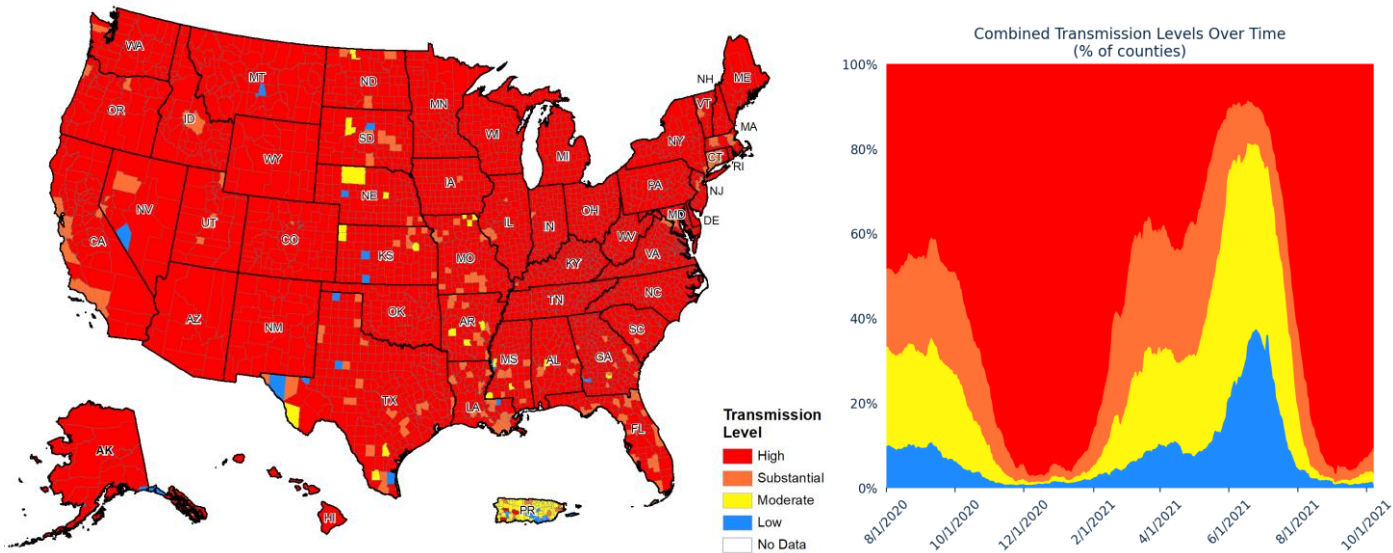 WA
OR
CA
NV
ID
MT
WY
UT
AZ
CO
NM
ND
SD
NE
KS
OK
TX
MN
IA
MO
AR
LA
WI
IL
MI
IN
OH
KY
TN
MS
AL
GA
FL
SC
NC
VA
WV
PA
NY
VT
NH
ME
MA
CT
RI
NJ
DE
MD
AK
HI
PR
Transmission
Level
High
Substantial
Moderate
Low
No Data
Combined Transmission Levels Over Time
(% of counties)
100%
80%
60%
40%
20%
0%
8/1/2020
10/1/2020
12/1/2020
2/1/2021
4/1/2021
6/1/2021
8/1/2021
10/1/2021